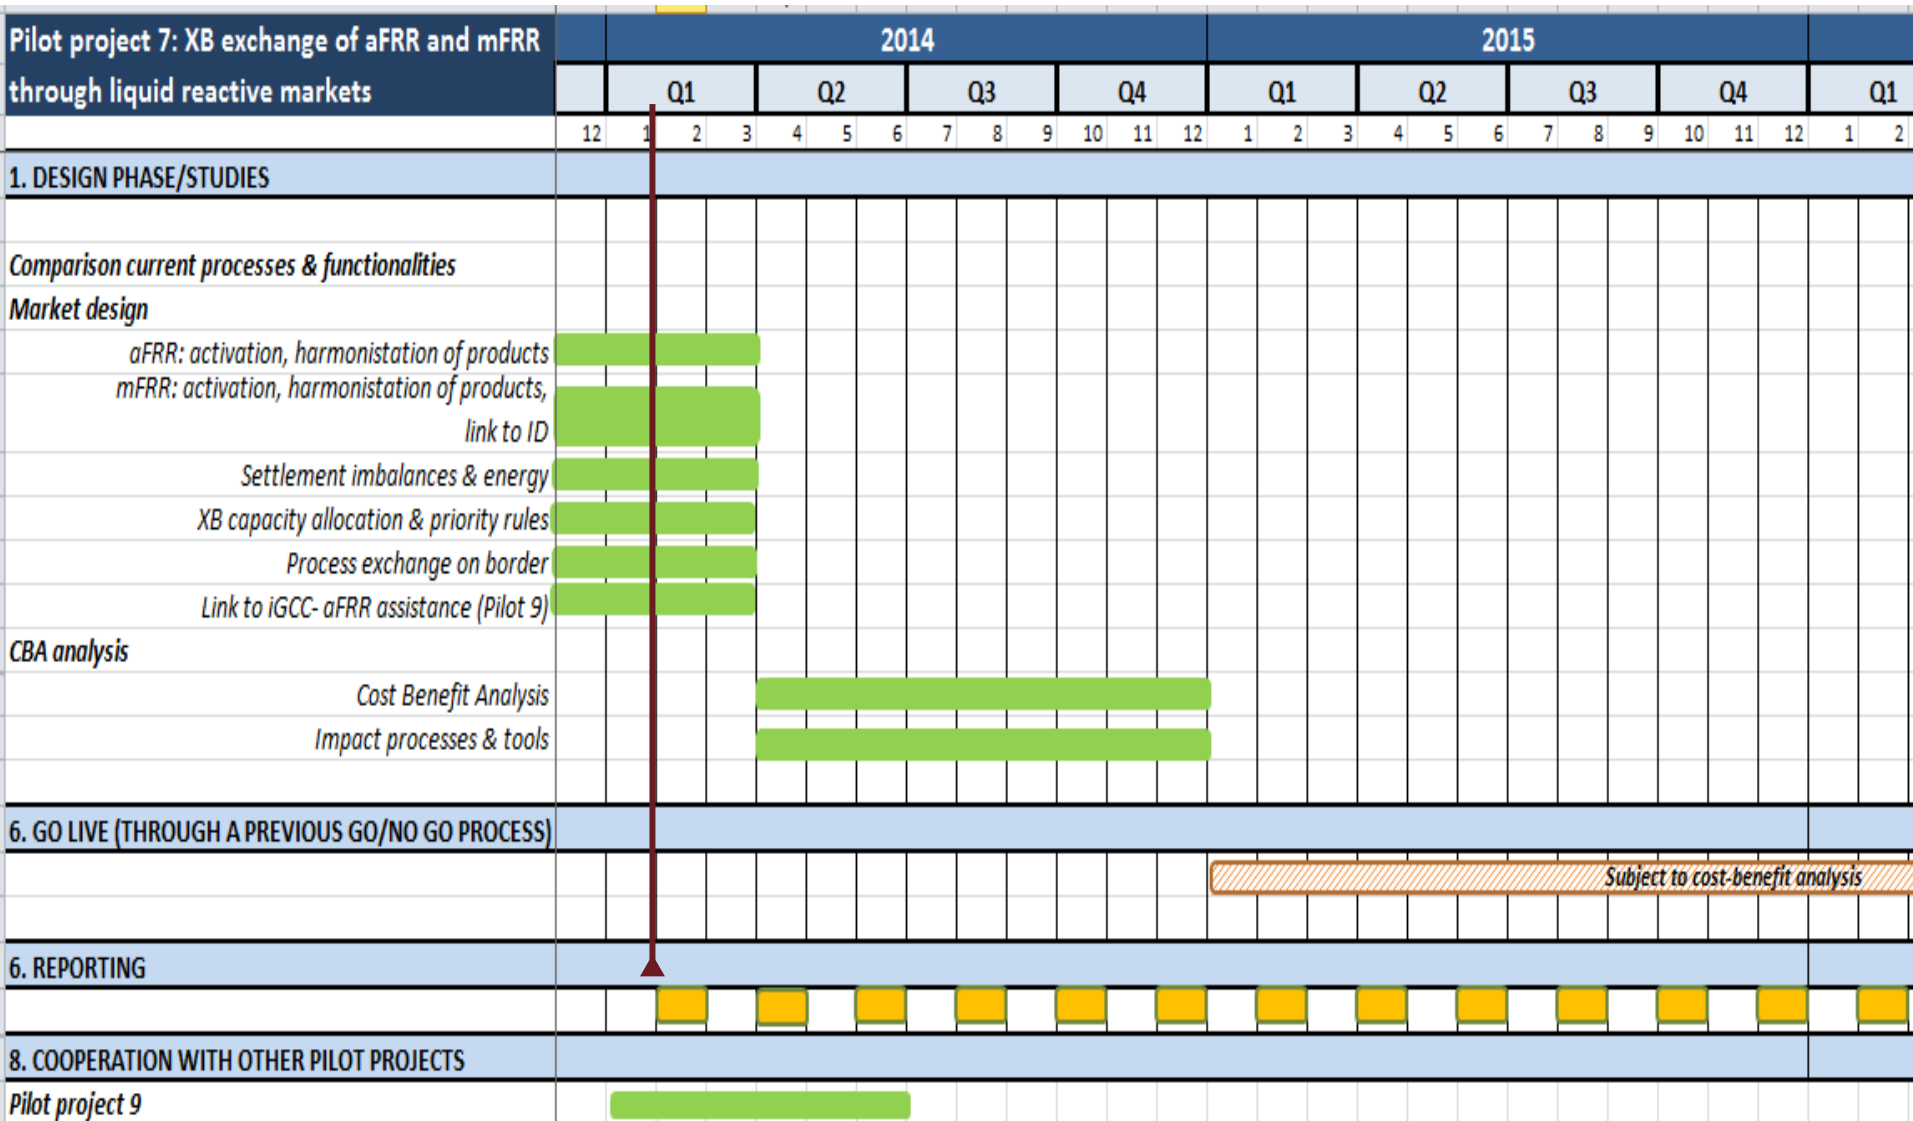 Pilot project 7: XB exchange of aFRR and mFRR
through liquid reactive markets
2014 2015
Q1 Q2 Q3 Q4 Q1 Q2 Q3 Q4 Q1
12 1 2 3 4 5 6 7 8 9 10 11 12 1 2 3 4 5 6 7 8 9 10 11 12 1 2
1. DESIGN PHASE/STUDIES
Comparison current processes & functionalities
Market design
aFRR: activation, harmonistation of products
mFRR: activation, harmonistation of products,
link to ID
Settlement imbalances & energy
XB capacity allocation & priority rules
Process exchange on border
Link to iGCC- aFRR assistance (Pilot 9)
CBA analysis
Cost Benefit Analysis
Impact processes & tools
6. GO LIVE (THROUGH A PREVIOUS GO/NO GO PROCESS)
Subject to cost-benefit analysis
6. REPORTING
8. COOPERATION WITH OTHER PILOT PROJECTS
Pilot project 9